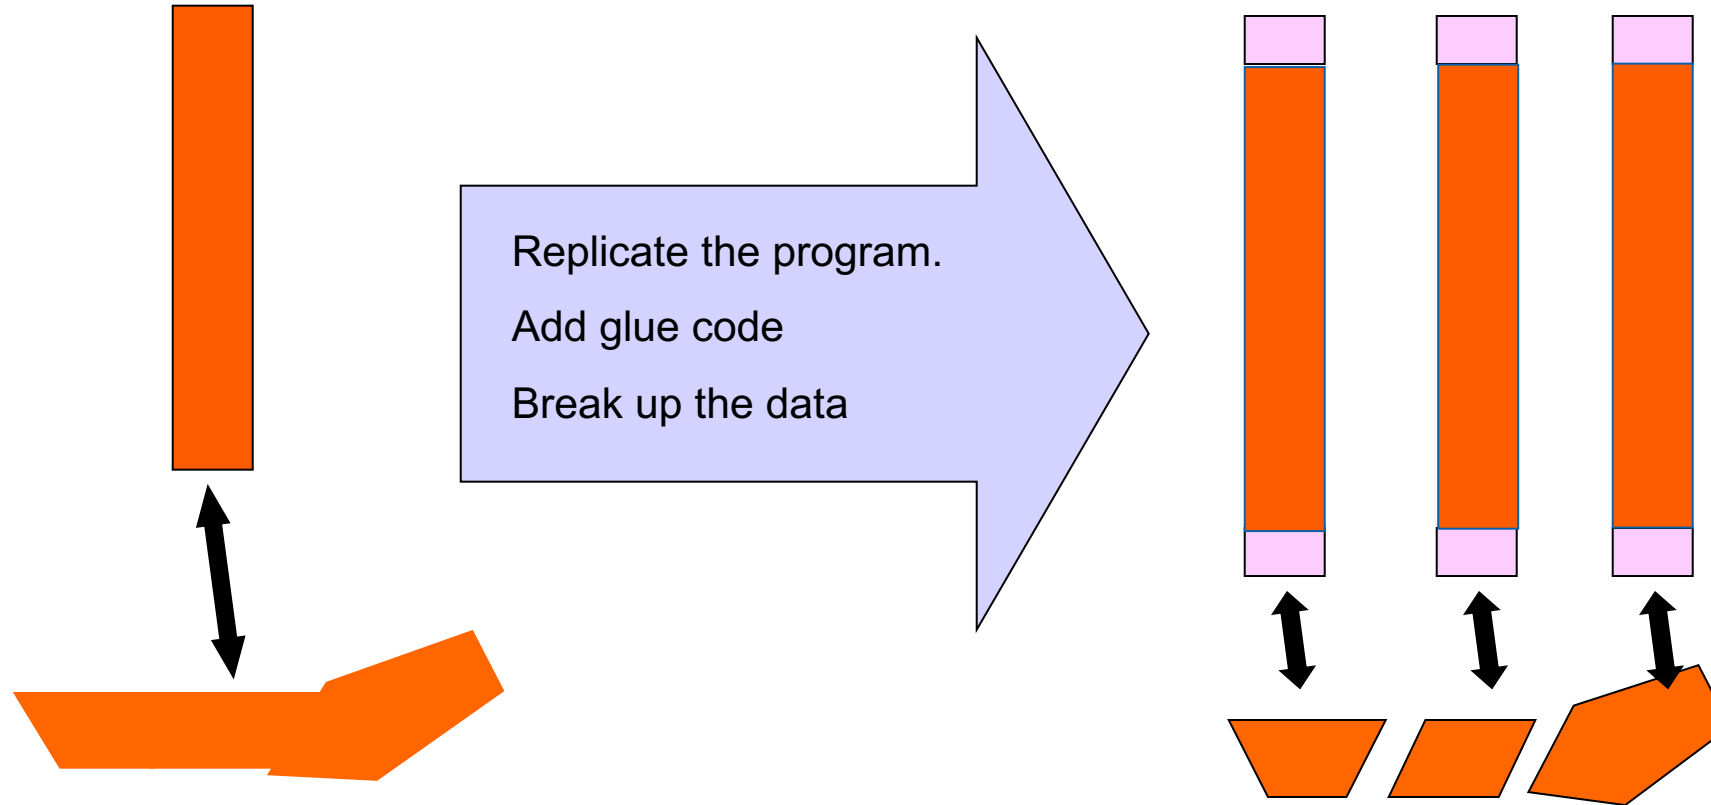 Replicate the program.
Add glue code
Break up the data